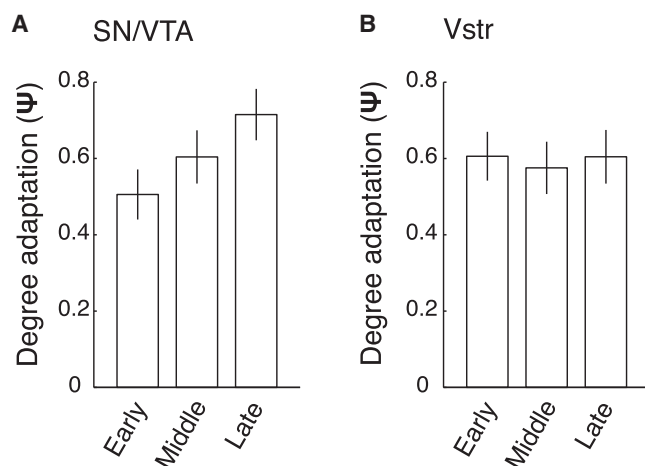 A SN/VTA
Degree adaptation (Ψ)
0.8
0.6
0.4
0.2
0
Early
Middle
Late
B Vstr
Degree adaptation (Ψ)
0.8
0.6
0.4
0.2
0
Early
Middle
Late